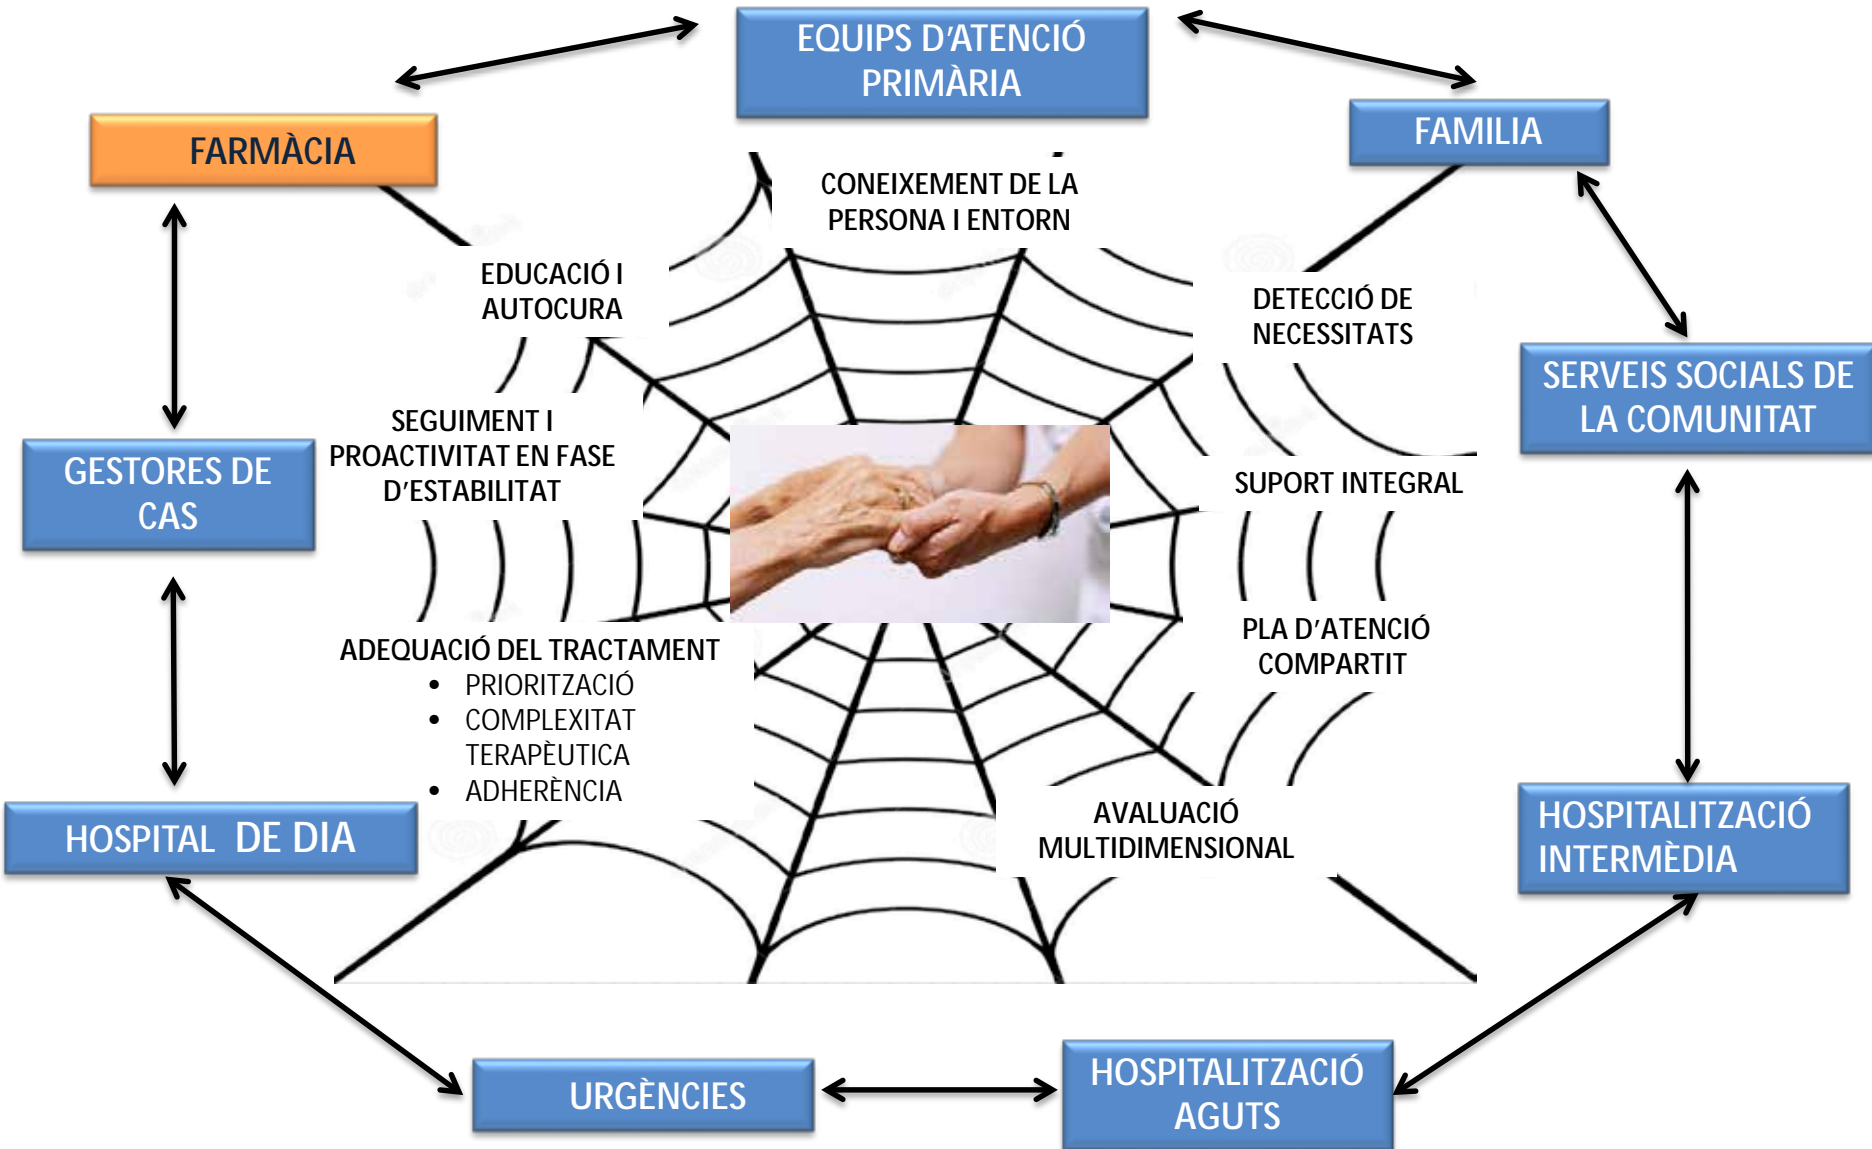 EQUIPS D'ATENCIÓ
PRIMÀRIA
FARMÀCIA
FAMILIA
CONEIXEMENT DE LA
PERSONA I ENTORN
EDUCACIÓ I
AUTOCURA
DETECCIÓ DE
NECESSITATS
SERVEIS SOCIALS DE
LA COMUNITAT
SEGUIMENT I
PROACTIVITAT EN FASE
D'ESTABILITAT
GESTORES DE
CAS
SUPORT INTEGRAL
PLA D'ATENCIÓ
COMPARTIT
ADEQUACIÓ DEL TRACTAMENT
• PRIORITZACIÓ
• COMPLEXITAT
TERAPÈUTICA
• ADHERÈNCIA
HOSPITAL DE DIA
AVALUACIÓ
MULTIDIMENSIONAL
HOSPITALITZACIÓ
INTERMÈDIA
URGÈNCIES
HOSPITALITZACIÓ
AGUTS